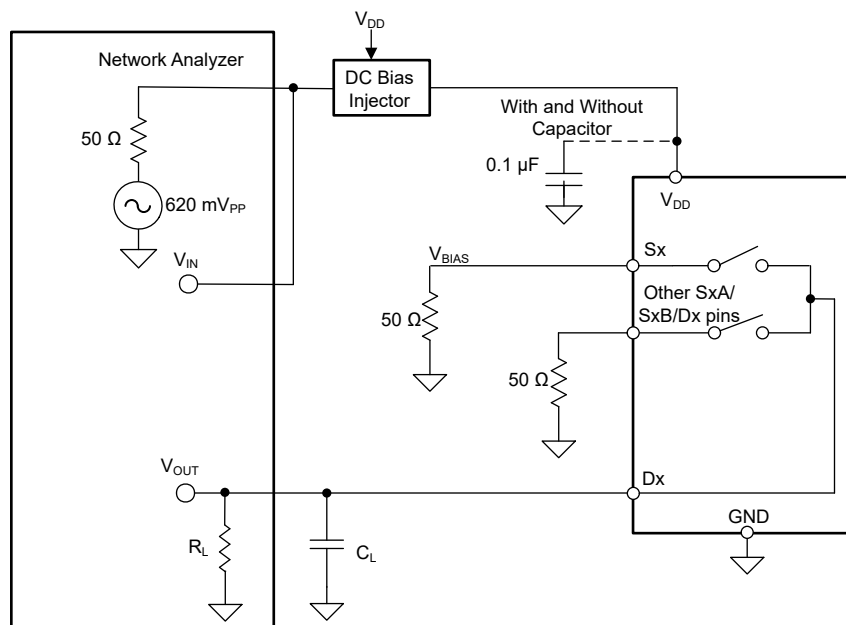 V_DD
Network Analyzer
DC Bias
Injector
With and Without
Capacitor
50 Ω
0.1 µF
620 mV_PP
V_DD
V_IN
V_BIAS
Sx
50 Ω
Other SxA/
SxB/Dx pins
50 Ω
V_OUT
Dx
GND
R_L
C_L